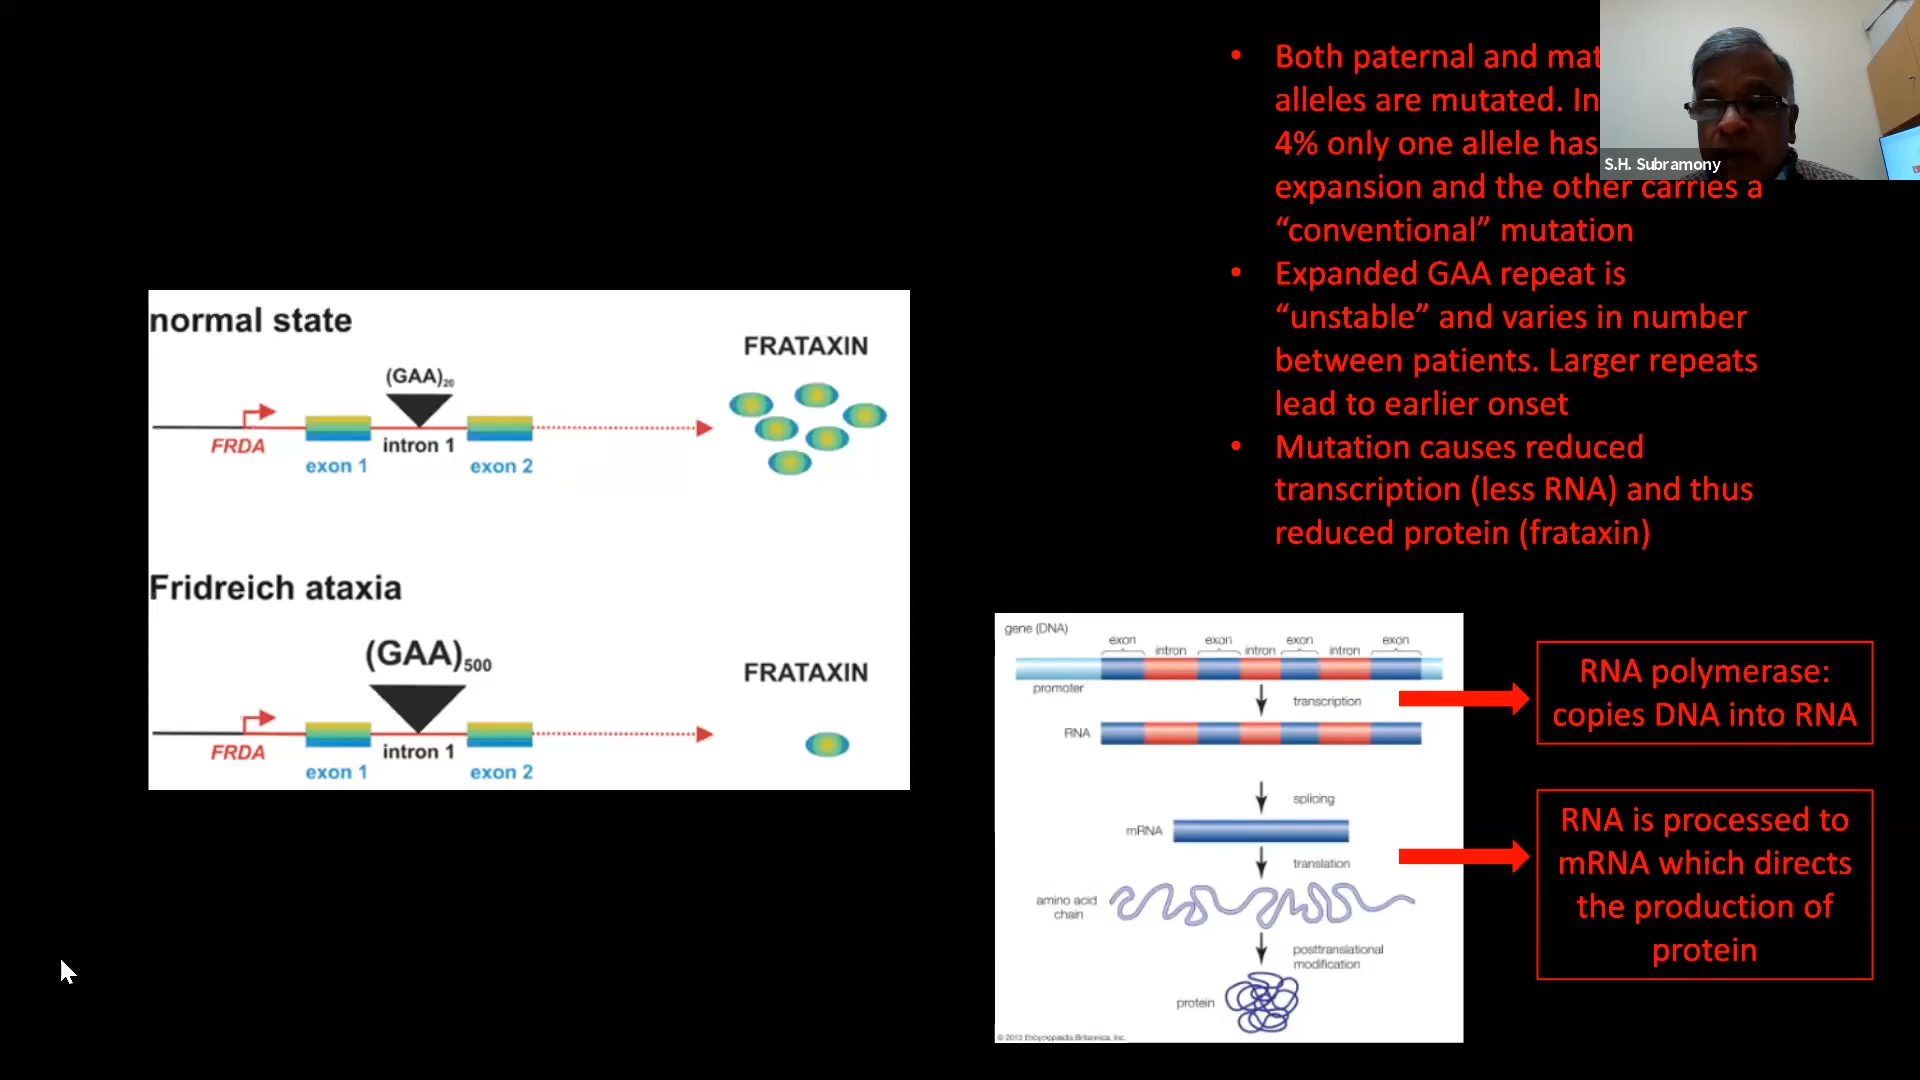 normal state
FRATAXIN
(GAA)20
FRDA
intron 1
exon 1
exon 2
Fridreich ataxia
(GAA)500
FRATAXIN
FRDA
intron 1
exon 1
exon 2
• Both paternal and
alleles are mutated. In
4% only one allele has
expansion and the other carries a
“conventional” mutation
• Expanded GAA repeat is
“unstable” and varies in number
between patients. Larger repeats
lead to earlier onset
• Mutation causes reduced
transcription (less RNA) and thus
reduced protein (frataxin)
S.H. Subramony
gene (DNA)
exon
intron
exon
intron
exon
intron
exon
promoter
transcription
RNA
splicing
mRNA
translation
amino acid
chain
posttranslational
modification
protein
© 2013 Encyclopædia Britannica, Inc.
RNA polymerase:
copies DNA into RNA
RNA is processed to
mRNA which directs
the production of
protein